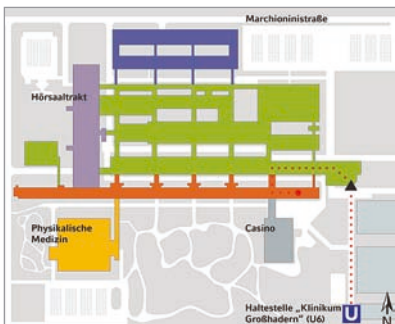 Marchioninistraße
Hörsaaltrakt
Physikalische
Medizin
Casino
Haltestelle „Klinikum
Großhadern“ (U6)
U
N